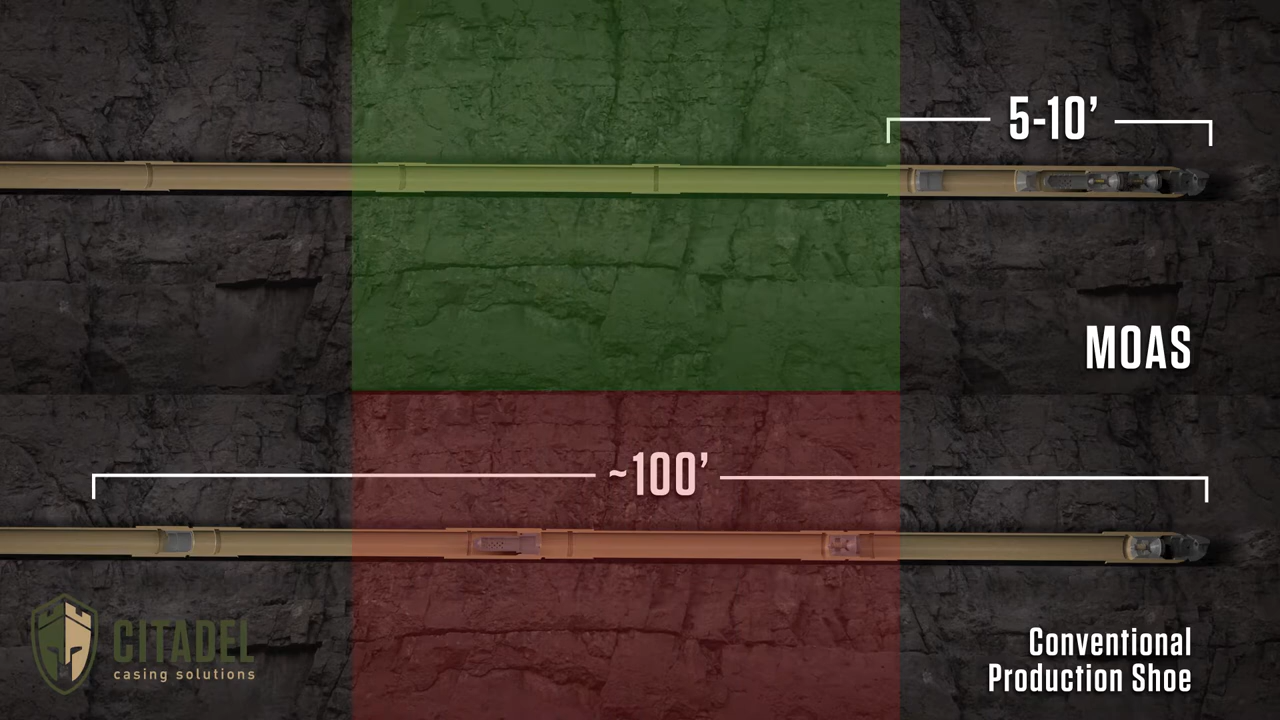 5-10’
MOAS
~100’
CITADEL
casing solutions
Conventional
Production Shoe